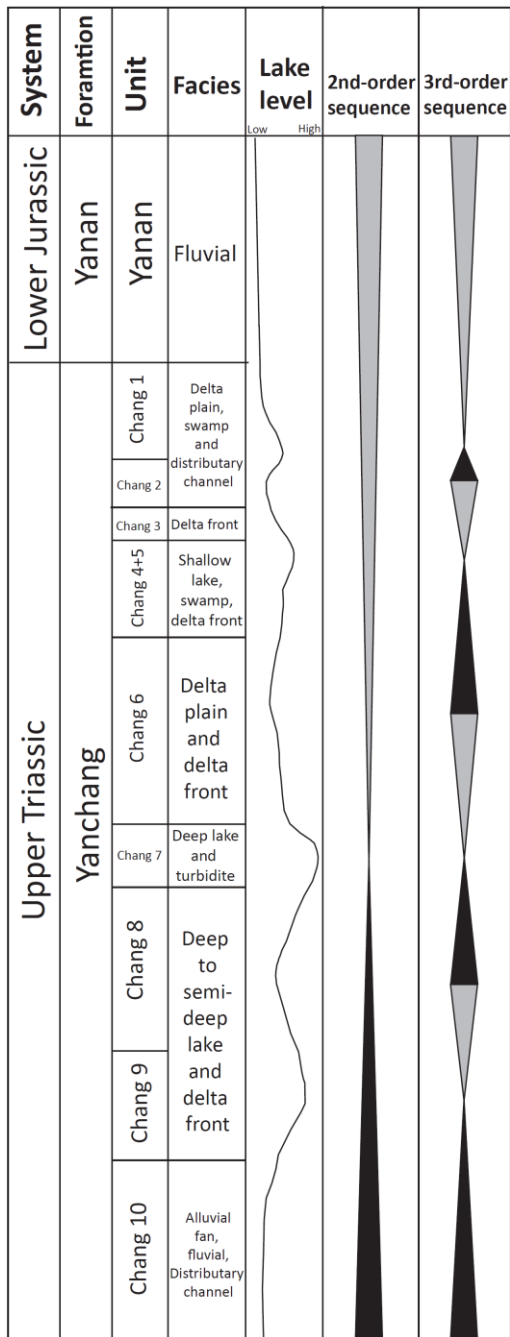 System
Foramtion
Unit
Facies
Lake
level
Low
High
2nd-order
sequence
3rd-order
sequence
Lower Jurassic
Yanan
Yanan
Fluvial
Upper Triassic
Yanchang
Chang 1
Delta
plain,
swamp
and
distributary
channel
Chang 2
Chang 3
Delta front
Chang 4+5
Shallow
lake,
swamp,
delta front
Chang 6
Delta
plain
and
delta
front
Chang 7
Deep lake
and
turbidite
Chang 8
Deep
to
semi-
deep
lake
and
delta
front
Chang 9
Chang 10
Alluvial
fan,
fluvial,
Distributary
channel